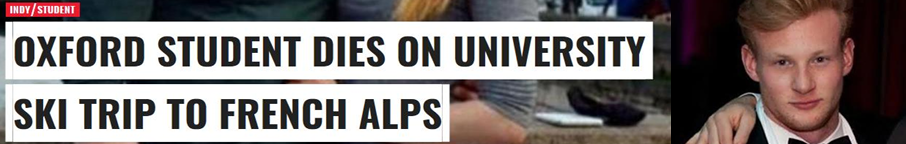 INDY/STUDENT
OXFORD STUDENT DIES ON UNIVERSITY
SKI TRIP TO FRENCH ALPS